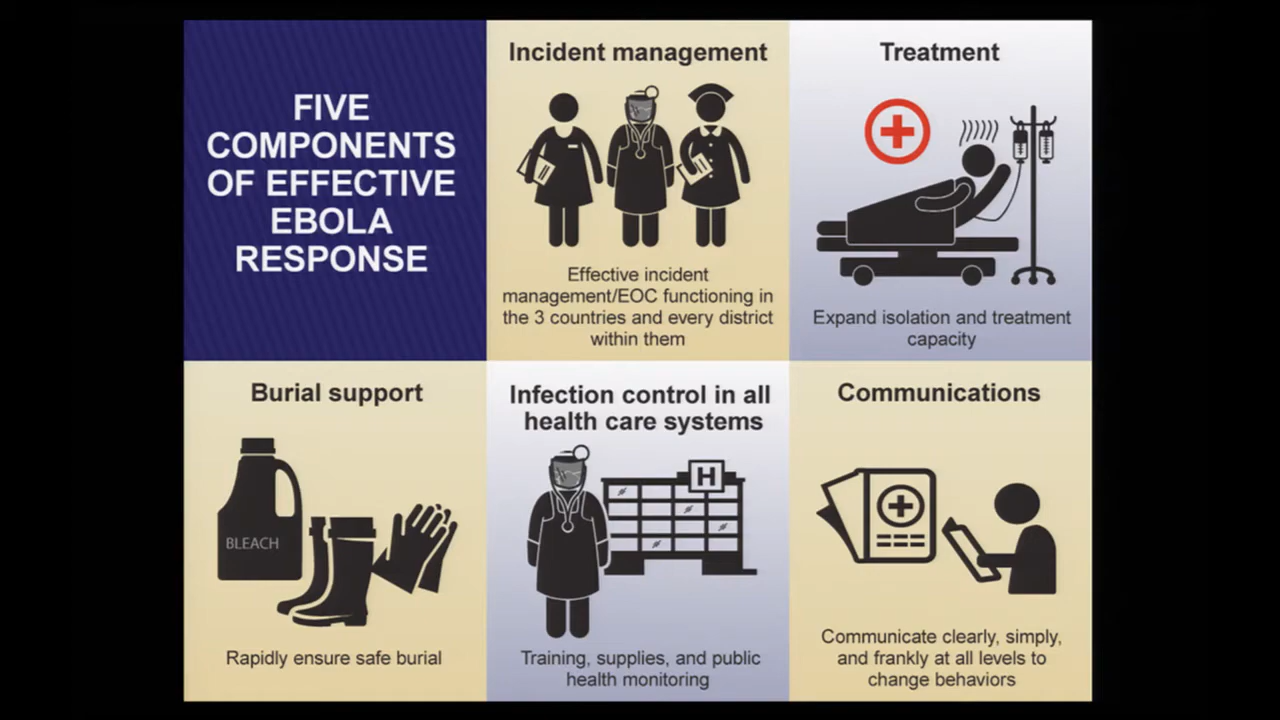 FIVE
COMPONENTS
OF EFFECTIVE
EBOLA
RESPONSE
Incident management
Effective incident
management/EOC functioning in
the 3 countries and every district
within them
Treatment
Expand isolation and treatment
capacity
Burial support
BLEACH
Rapidly ensure safe burial
Infection control in all
health care systems
H
Training, supplies, and public
health monitoring
Communications
Communicate clearly, simply,
and frankly at all levels to
change behaviors